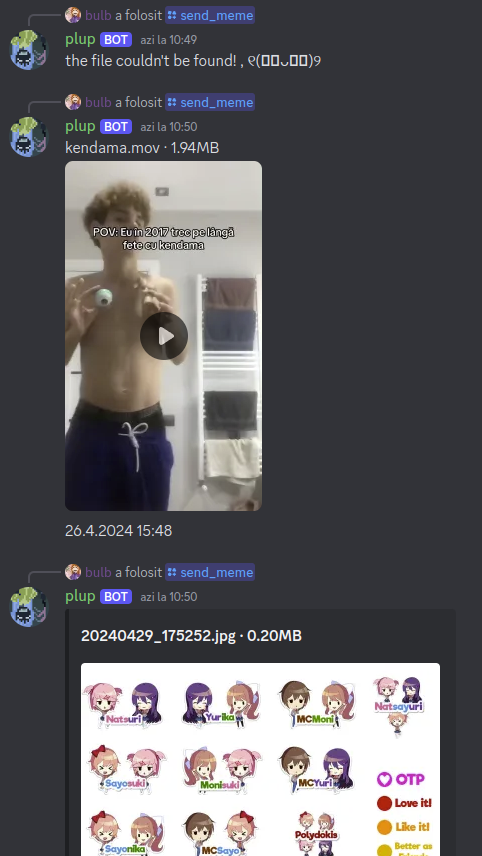 bulb a folosit send_meme
plup BOT azi la 10:49
the file couldn't be found! , ୧(▯▯ᴗ▯▯)୨
bulb a folosit send_meme
plup BOT azi la 10:50
kendama.mov · 1.94MB
POV: Eu in 2017 trec pe lângă
fete cu kendama
26.4.2024 15:48
bulb a folosit send_meme
plup BOT azi la 10:50
20240429_175252.jpg · 0.20MB
Natsuri Yurika MCMoni Natsayuri
Sayosuki Monisuki MCYuri
OTP
Love it!
Sayonika MCSayo Polydokis
Like it!
Better as